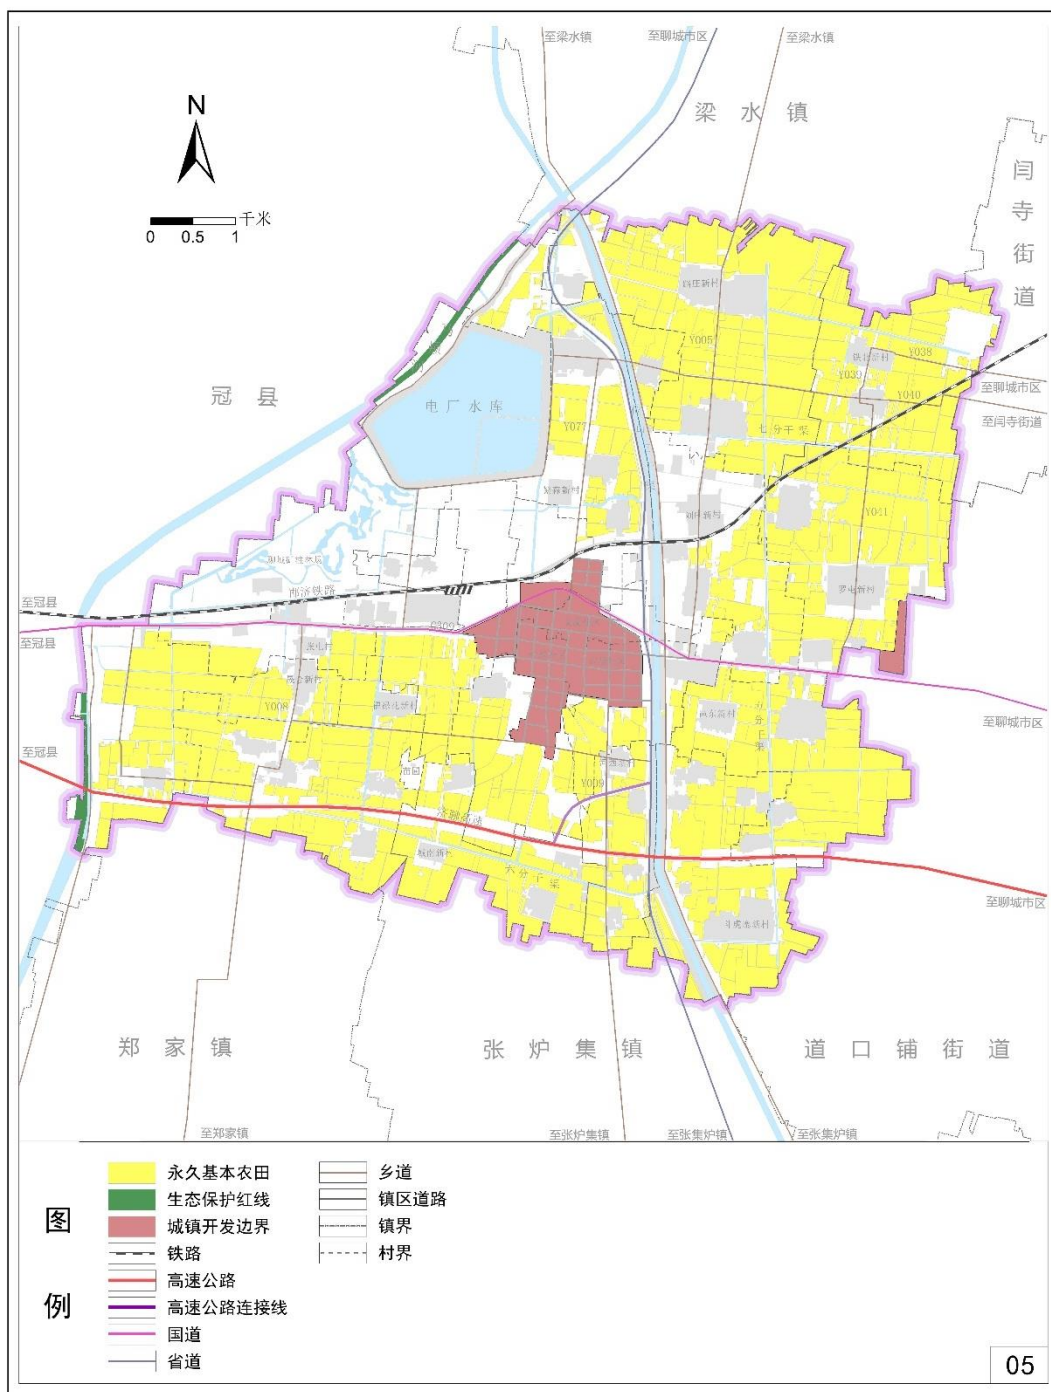 至梁水镇
至聊城市区
至梁水镇
梁水镇
闫寺街道
N
千米
0 0.5 1
冠县
路庄新村
Y005
Y038
Y039
Y040
至聊城市区
至闫寺街道
电厂水库
Y077
七分干渠
Y041
邯济铁路
罗屯新村
至冠县
至冠县
G309
Y008
至冠县
Y009
至聊城市区
六分干渠
至聊城市区
郑家镇
张炉集镇
道口铺街道
至郑家镇
至张炉集镇
至张集炉镇
至张集炉镇
图例
永久基本农田
生态保护红线
城镇开发边界
铁路
高速公路
高速公路连接线
国道
省道
乡道
镇区道路
镇界
村界
05